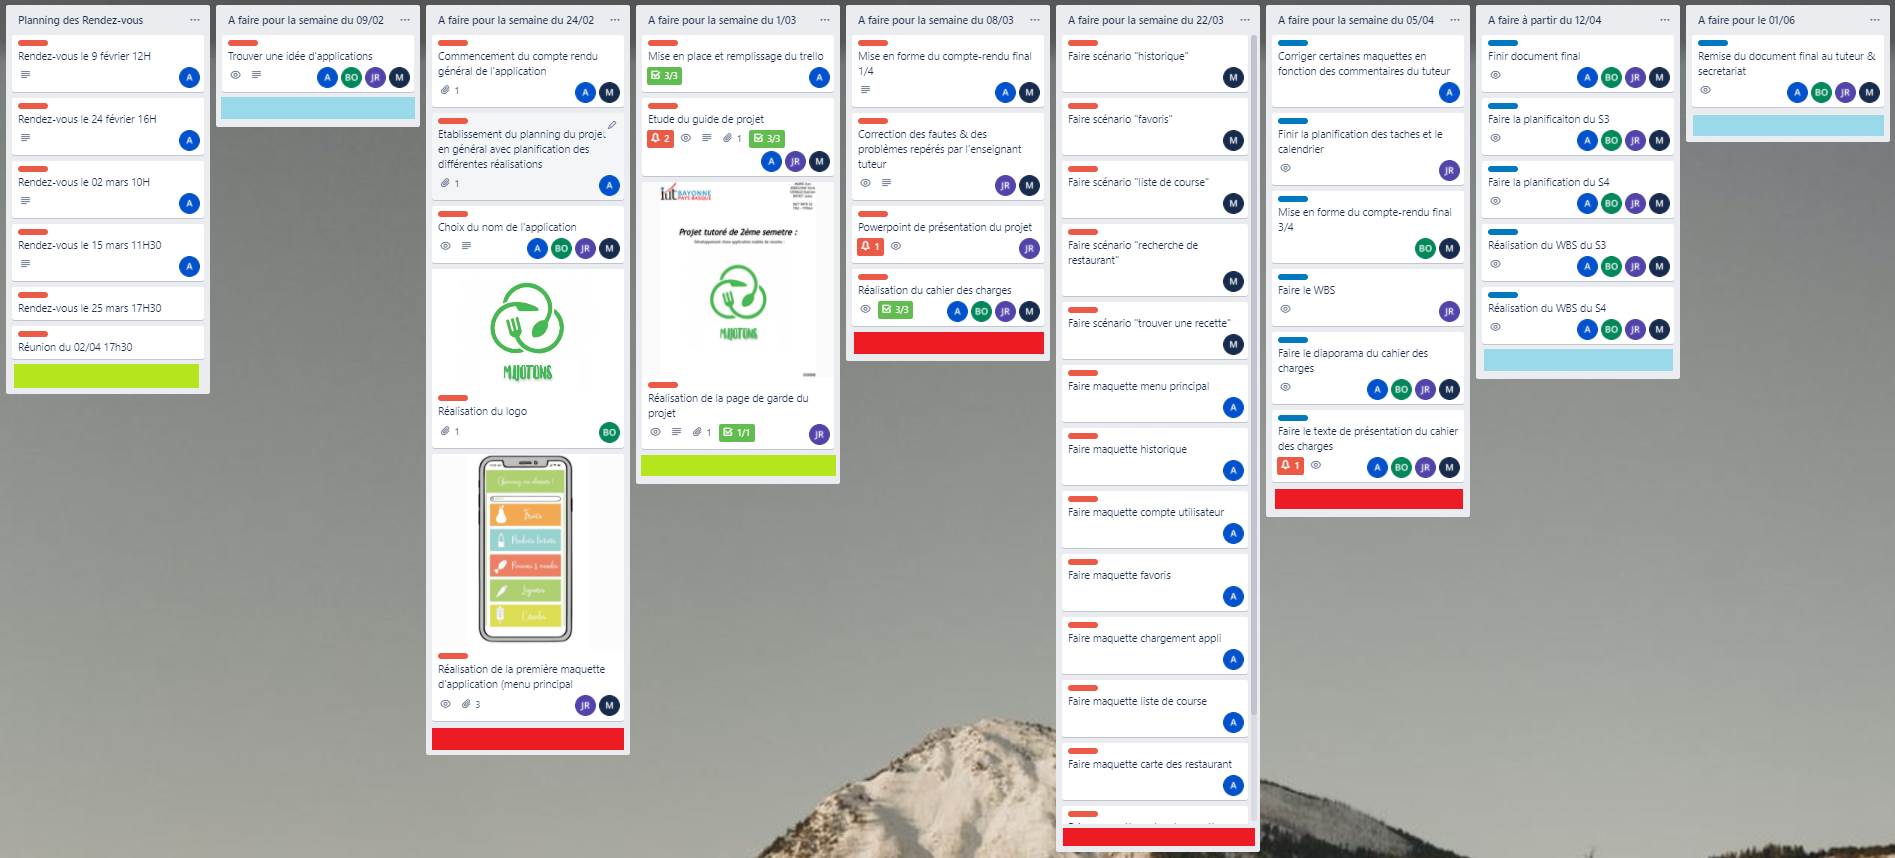 Planning des Rendez-vous
Rendez-vous le 9 février 12H
A
Rendez-vous le 24 février 16H
A
Rendez-vous le 02 mars 10H
A
Rendez-vous le 15 mars 11H30
A
Rendez-vous le 25 mars 17H30
Réunion du 02/04 17h30
A faire pour la semaine du 09/02
Trouver une idée d'applications
A BO JR M
A faire pour la semaine du 24/02
Commencement du compte rendu
général de l'application
1
A M
Etablissement du planning du projet
en général avec planification des
différentes réalisations
1
A
Choix du nom de l'application
A BO JR M
MIJOTONS
Réalisation du logo
1
BO
Fruits
Légumes
Céréales
Réalisation de la première maquette
d'application (menu principal
3
JR M
A faire pour la semaine du 1/03
Mise en place et remplissage du trello
3/3
A
Etude du guide de projet
2 1 3/3
A JR M
iut BAYONNE
PAYS BASQUE
Projet tutoré de 2ème semetre :
MIJOTONS
Réalisation de la page de garde du
projet
1 1/1
JR
A faire pour la semaine du 08/03
Mise en forme du compte-rendu final
1/4
A M
Correction des fautes & des
problèmes repérés par l'enseignant
tuteur
JR M
Powerpoint de présentation du projet
1
JR
Réalisation du cahier des charges
3/3
A BO JR M
A faire pour la semaine du 22/03
Faire scénario "historique"
M
Faire scénario "favoris"
M
Faire scénario "liste de course"
M
Faire scénario "recherche de
restaurant"
M
Faire scénario "trouver une recette"
M
Faire maquette menu principal
A
Faire maquette historique
A
Faire maquette compte utilisateur
A
Faire maquette favoris
A
Faire maquette chargement appli
A
Faire maquette liste de course
A
Faire maquette carte des restaurant
A
A faire pour la semaine du 05/04
Corriger certaines maquettes en
fonction des commentaires du tuteur
A
Finir la planification des taches et le
calendrier
JR
Mise en forme du compte-rendu final
3/4
BO M
Faire le WBS
JR
Faire le diaporama du cahier des
charges
A BO JR M
Faire le texte de présentation du cahier
des charges
1
A BO JR M
A faire à partir du 12/04
Finir document final
A BO JR M
Faire la planificaiton du S3
A BO JR M
Faire la planification du S4
A BO JR M
Réalisation du WBS du S3
A BO JR M
Réalisation du WBS du S4
A BO JR M
A faire pour le 01/06
Remise du document final au tuteur &
secretariat
A BO JR M